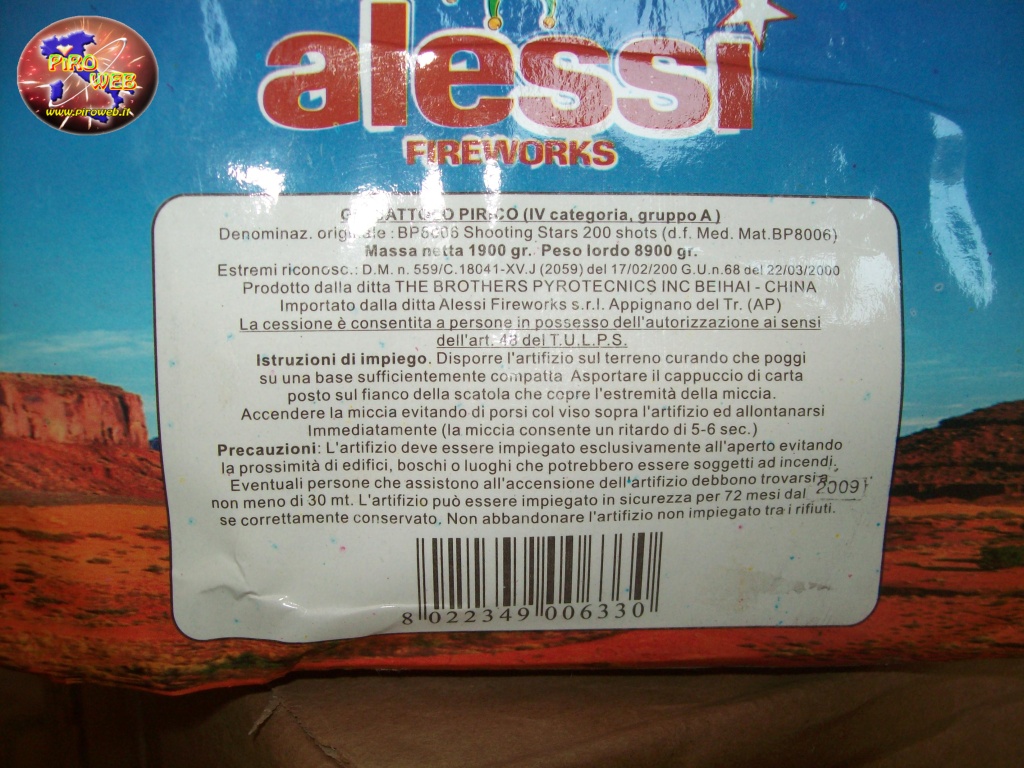 PIRO
WEB
www.piroweb.it
alessi
FIREWORKS
PIRICO (IV categoria, gruppo A)
Denominaz. originale : BP8006 Shooting Stars 200 shots (d.f. Med. Mat.BP8006)
Massa netta 1900 gr. Peso lordo 8900 gr.
Estremi riconosc.: D.M. n. 559/C.18041-XV.J (2059) del 17/02/200 G.U.n.68 del 22/03/2000
Prodotto dalla ditta THE BROTHERS PYROTECNICS INC BEIHAI - CHINA
Importato dalla ditta Alessi Fireworks s.r.l. Appignano del Tr. (AP)
La cessione è consentita a persone in possesso dell'autorizzazione ai sensi
dell'art. 48 del T.U.L.P.S.
Istruzioni di impiego. Disporre l'artifizio sul terreno curando che poggi
su una base sufficientemente compatta Asportare il cappuccio di carta
posto sul fianco della scatola che copre l'estremità della miccia.
Accendere la miccia evitando di porsi col viso sopra l'artifizio ed allontanarsi
Immediatamente (la miccia consente un ritardo di 5-6 sec.)
Precauzioni: L'artifizio deve essere impiegato esclusivamente all'aperto evitando
la prossimità di edifici, boschi o luoghi che potrebbero essere soggetti ad incendi.
Eventuali persone che assistono all'accensione dell'artifizio debbono trovarsi a
non meno di 30 mt. L'artifizio può essere impiegato in sicurezza per 72 mesi dal 2009
se correttamente conservato. Non abbandonare l'artifizio non impiegato tra i rifiuti.
8 022349 006330